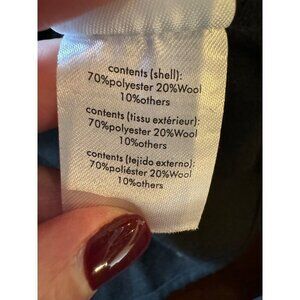 contents (shell):
70%polyester 20%Wool
10%others
contents (tissu extérieur):
70%polyester 20%Wool
10%others
contents (tejido externo):
70%poliéster 20%Wool
10%others